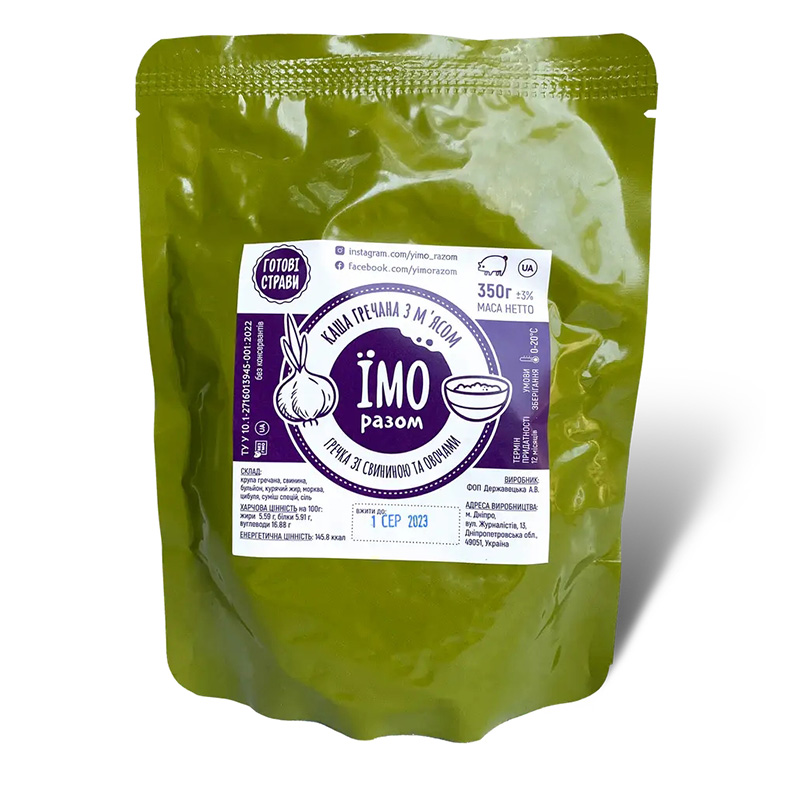 ГОТОВІ
СТРАВИ
instagram.com/yimo_razom
facebook.com/yimorazom
UA
350г ±3%
МАСА НЕТТО
КАША ГРЕЧАНА З М'ЯСОМ
ЇМО
разом
ГРЕЧКА ЗІ СВИНИНОЮ ТА ОВОЧАМИ
ТУ У 10.1-2716013945-001:2022
без консервантів
UA
УМОВИ
ЗБЕРІГАННЯ
0-20°С
ТЕРМІН
ПРИДАТНОСТІ
12 місяців
СКЛАД:
крупа гречана, свинина,
бульйон, курячий жир, морква,
цибуля, суміш спецій, сіль
ХАРЧОВА ЦІННІСТЬ на 100г:
жири 5.59 г, білки 5.91 г,
вуглеводи 16.88 г
ЕНЕРГЕТИЧНА ЦІННІСТЬ: 145.8 ккал
вжити до:
1 СЕР 2023
ВИРОБНИК:
ФОП Державецька А.В.
АДРЕСА ВИРОБНИЦТВА:
м. Дніпро,
вул. Журналістів, 13,
Дніпропетровська обл.,
49051, Україна